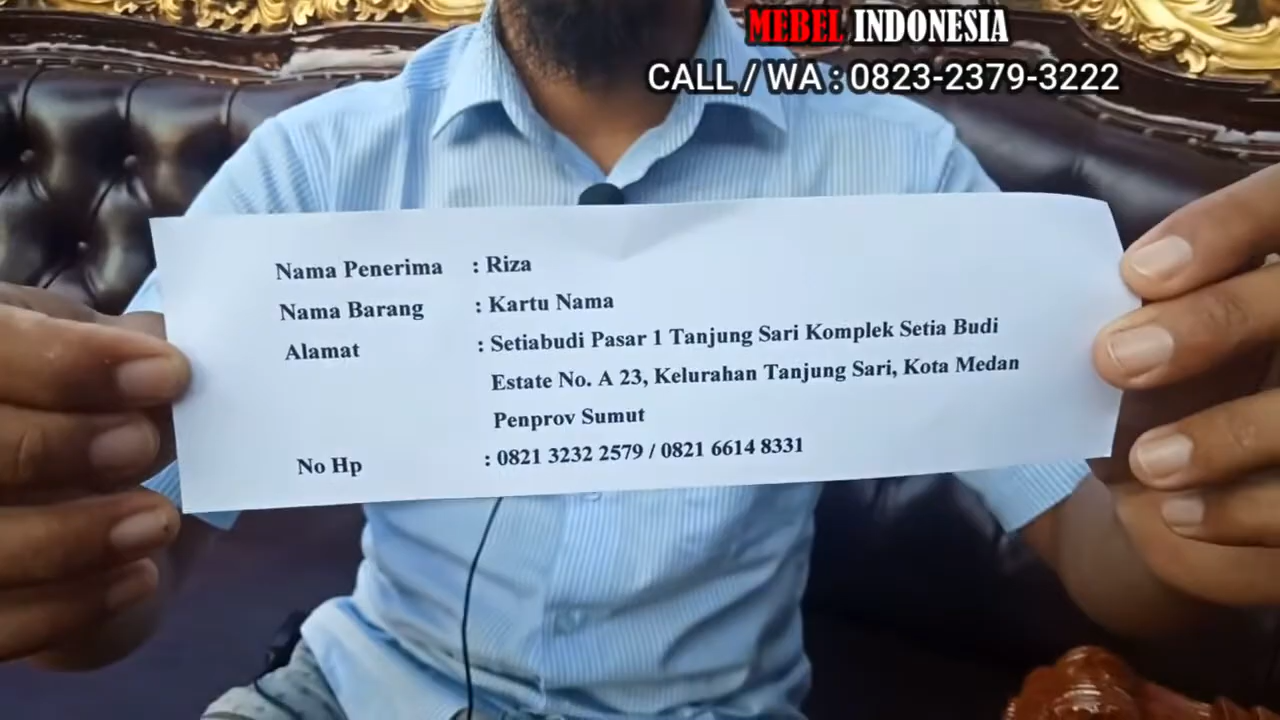 MEBEL INDONESIA
CALL / WA : 0823-2379-3222
Nama Penerima : Riza
Nama Barang : Kartu Nama
Alamat : Setiabudi Pasar 1 Tanjung Sari Komplek Setia Budi
Estate No. A 23, Kelurahan Tanjung Sari, Kota Medan
Penprov Sumut
No Hp : 0821 3232 2579 / 0821 6614 8331